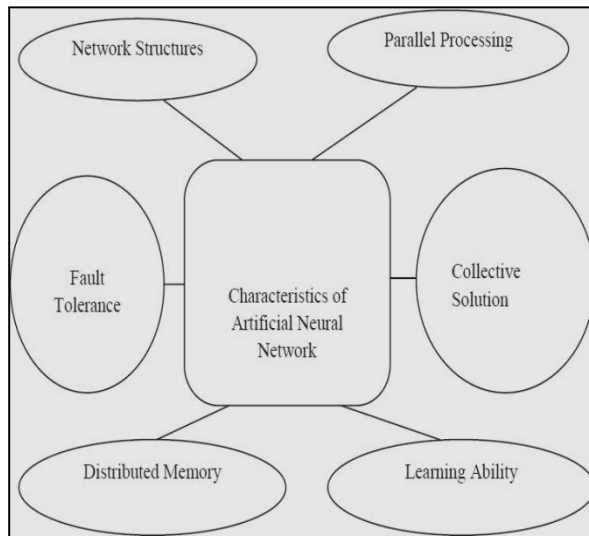 Network Structures
Parallel Processing
Fault
Tolerance
Characteristics of
Artificial Neural
Network
Collective
Solution
Distributed Memory
Learning Ability